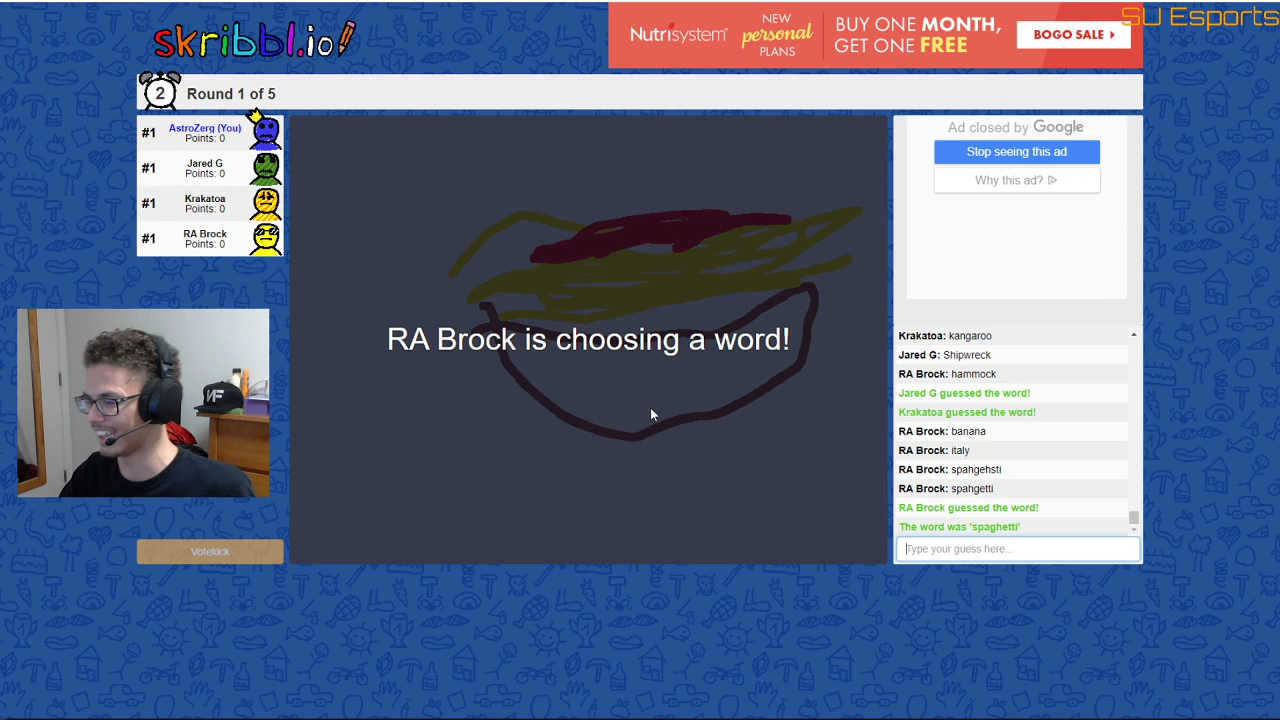 SU Esports
skribbl.io
Nutrisystem®
NEW
personal
PLANS
BUY ONE MONTH,
GET ONE FREE
BOGO SALE
2
Round 1 of 5
#1
AstroZerg (You)
Points: 0
#1
Jared G
Points: 0
#1
Krakatoa
Points: 0
#1
RA Brock
Points: 0
RA Brock is choosing a word!
Ad closed by Google
Stop seeing this ad
Why this ad?
Krakatoa: kangaroo
Jared G: Shipwreck
RA Brock: hammock
Jared G guessed the word!
Krakatoa guessed the word!
RA Brock: banana
RA Brock: italy
RA Brock: spahgehsti
RA Brock: spahgetti
RA Brock guessed the word!
The word was 'spaghetti'
Type your guess here...
NF
Votekick